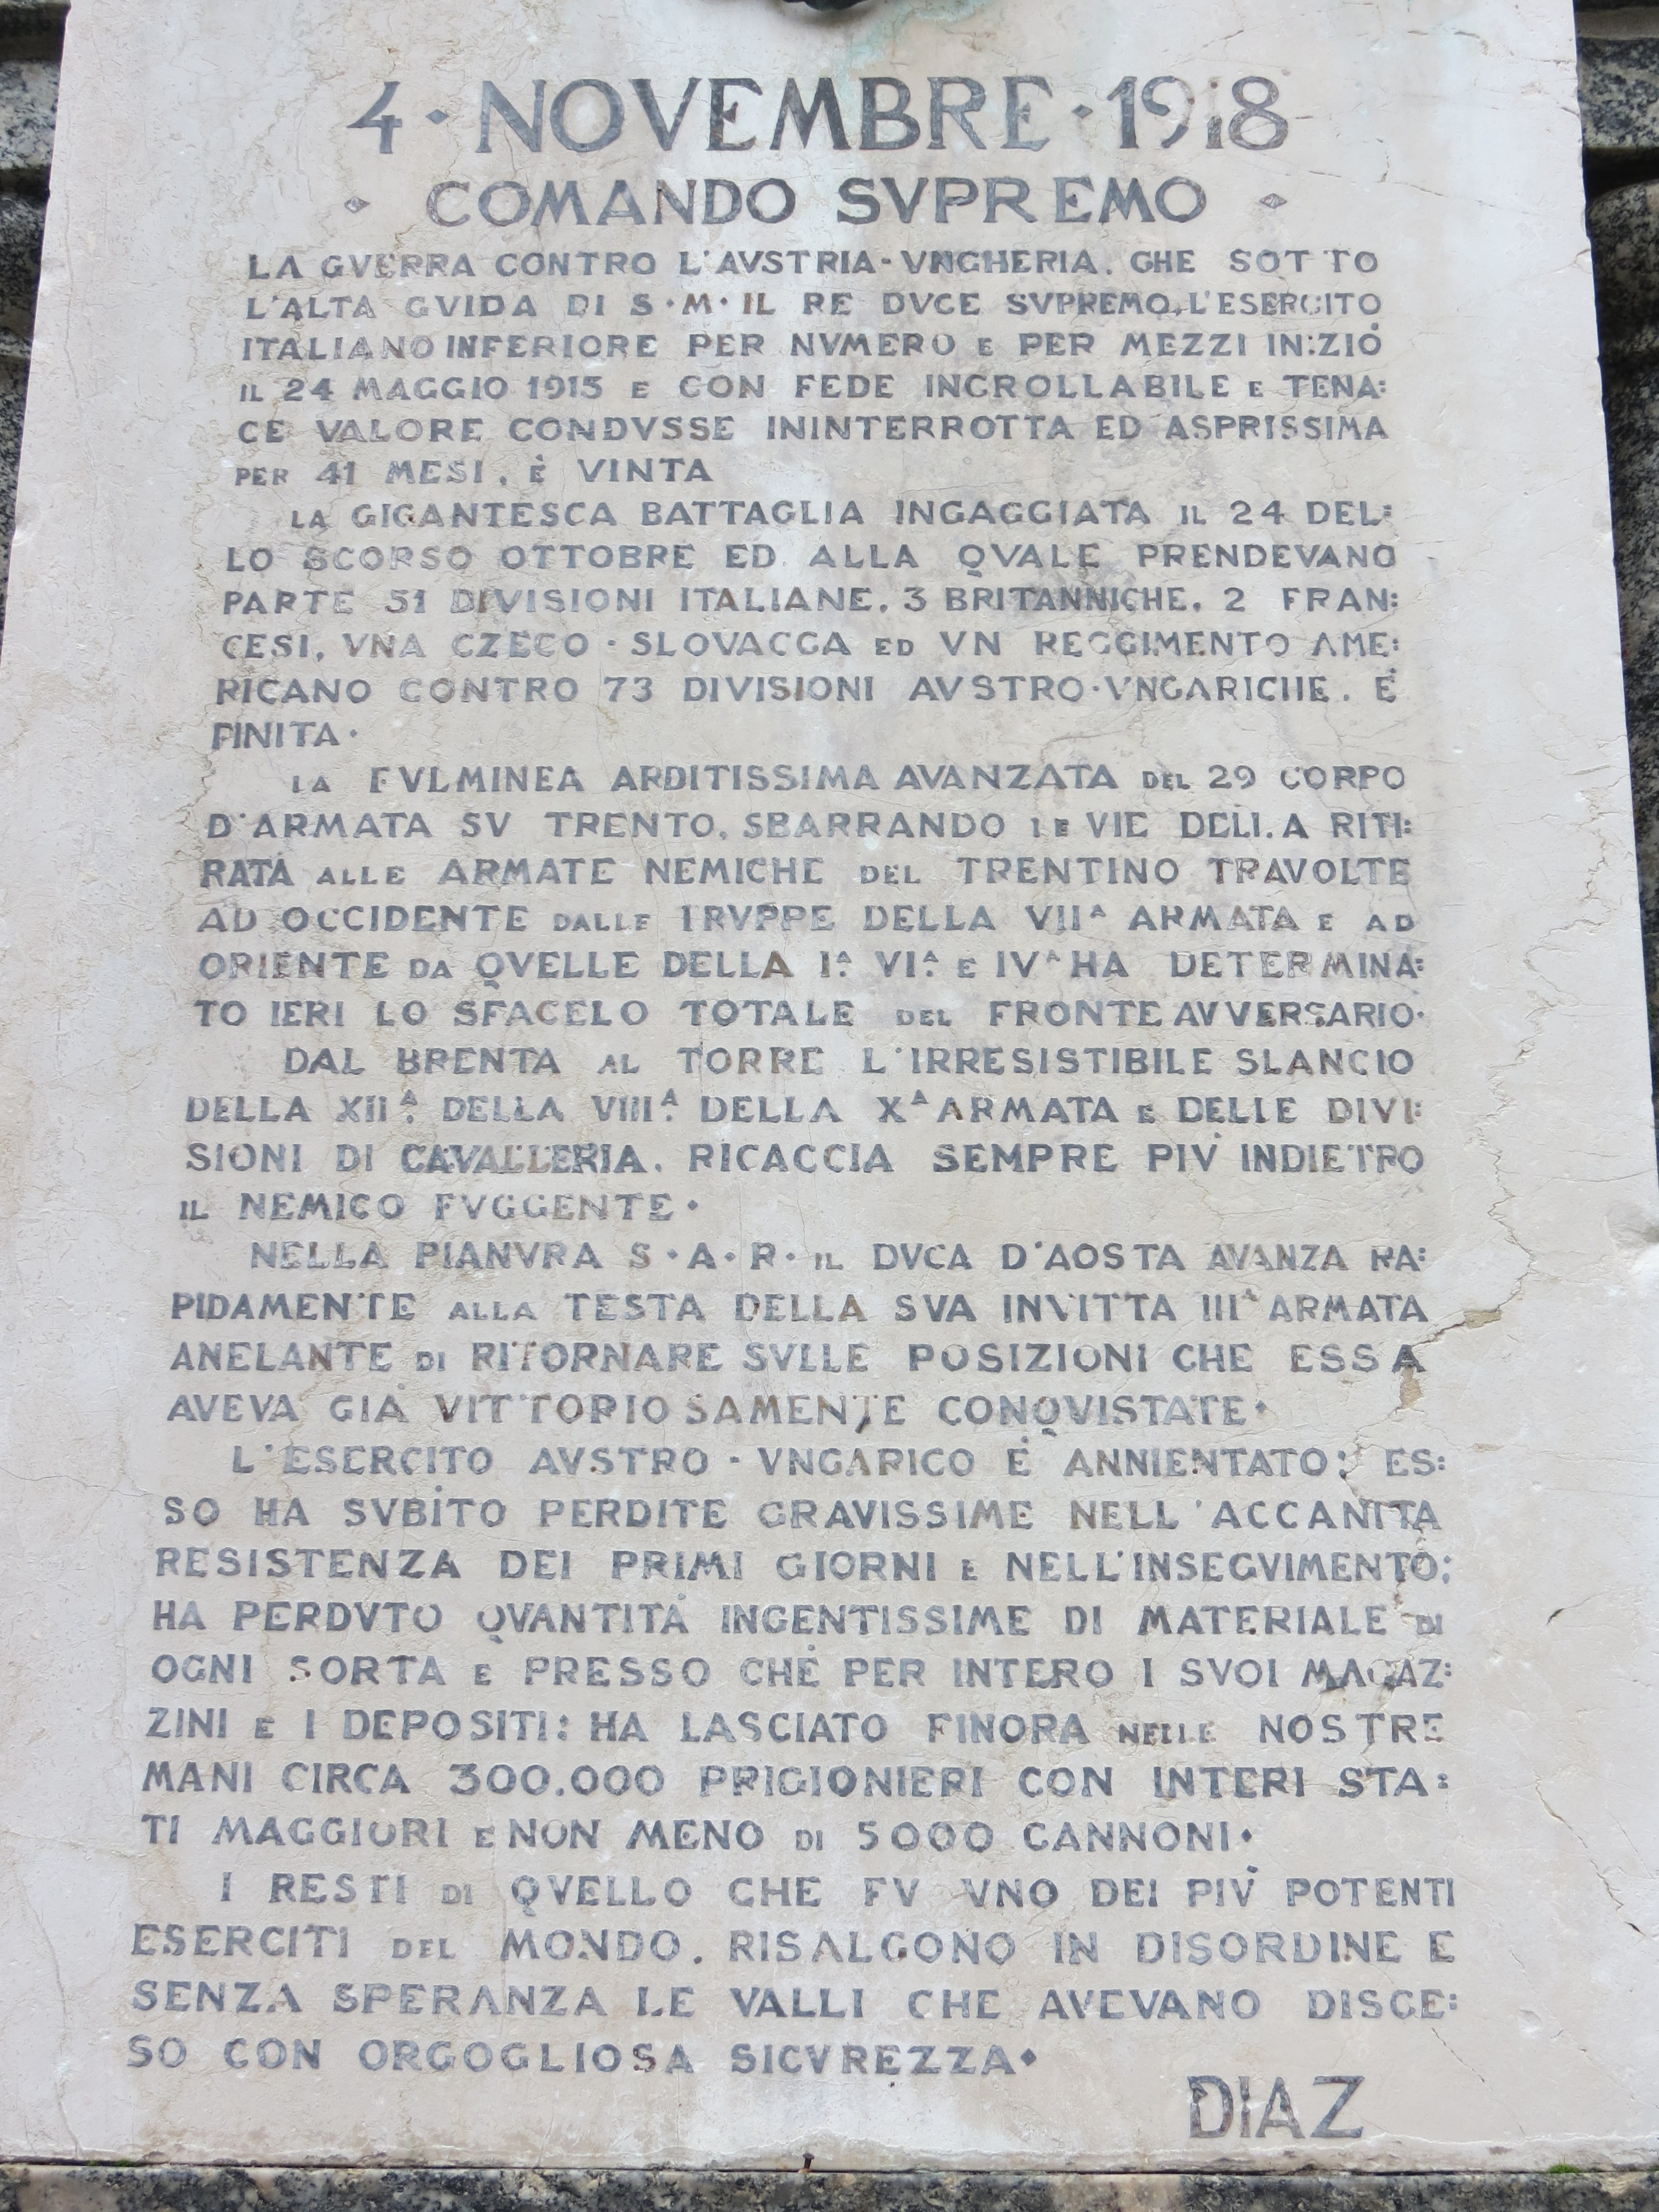 4 · NOVEMBRE · 1918
COMANDO SVPREMO
LA GVERRA CONTRO L'AVSTRIA-VNGHERIA. CHE SOTTO
L'ALTA GVIDA DI S·M·IL RE DVCE SVPREMO, L'ESERCITO
ITALIANO INFERIORE PER NVMERO E PER MEZZI INIZIÒ
IL 24 MAGGIO 1915 E CON FEDE INCROLLABILE E TENA:
CE VALORE CONDVSSE ININTERROTTA ED ASPRISSIMA
PER 41 MESI, È VINTA
LA GIGANTESCA BATTAGLIA INGAGGIATA IL 24 DEL:
LO SCORSO OTTOBRE ED ALLA QVALE PRENDEVANO
PARTE 51 DIVISIONI ITALIANE, 3 BRITANNICHE, 2 FRAN:
CESI, VNA CZECO-SLOVACCA ED VN REGGIMENTO AME:
RICANO CONTRO 73 DIVISIONI AVSTRO-VNGARICHE. È
FINITA·
LA FVLMINEA ARDITISSIMA AVANZATA DEL 29 CORPO
D'ARMATA SV TRENTO, SBARRANDO LE VIE DELLA RITI:
RATA ALLE ARMATE NEMICHE DEL TRENTINO TRAVOLTE
AD OCCIDENTE DALLE TRVPPE DELLA VIIA ARMATA E AD
ORIENTE DA QVELLE DELLA IA. VIA. E IVA HA DETERMINA:
TO IERI LO SFACELO TOTALE DEL FRONTE AVVERSARIO·
DAL BRENTA AL TORRE L'IRRESISTIBILE SLANCIO
DELLA XIIA. DELLA VIIIA. DELLA XA ARMATA E DELLE DIVI:
SIONI DI CAVALLERIA. RICACCIA SEMPRE PIV̇ INDIETRO
IL NEMICO FVGGENTE·
NELLA PIANVRA S·A·R· IL DVCA D'AOSTA AVANZA RA:
PIDAMENTE ALLA TESTA DELLA SVA INVITTA IIIA ARMATA
ANELANTE DI RITORNARE SVLLE POSIZIONI CHE ESSA
AVEVA GIÀ VITTORIOSAMENTE CONQVISTATE·
L'ESERCITO AVSTRO-VNGARICO È ANNIENTATO; ES:
SO HA SVBİTO PERDITE GRAVISSIME NELL'ACCANITA
RESISTENZA DEI PRIMI GIORNI E NELL'INSEGVIMENTO;
HA PERDVTO QVANTITÀ INGENTISSIME DI MATERIALE DI
OGNI SORTA E PRESSO CHÈ PER INTERO I SVOI MAGAZ:
ZINI E I DEPOSITI: HA LASCIATO FINORA NELLE NOSTRE
MANI CIRCA 300.000 PRIGIONIERI CON INTERI STA:
TI MAGGIORI E NON MENO DI 5000 CANNONI·
I RESTI DI QVELLO CHE FV VNO DEI PIV̇ POTENTI
ESERCITI DEL MONDO, RISALGONO IN DISORDINE E
SENZA SPERANZA LE VALLI CHE AVEVANO DISCE:
SO CON ORGOGLIOSA SICVREZZA·
DIAZ